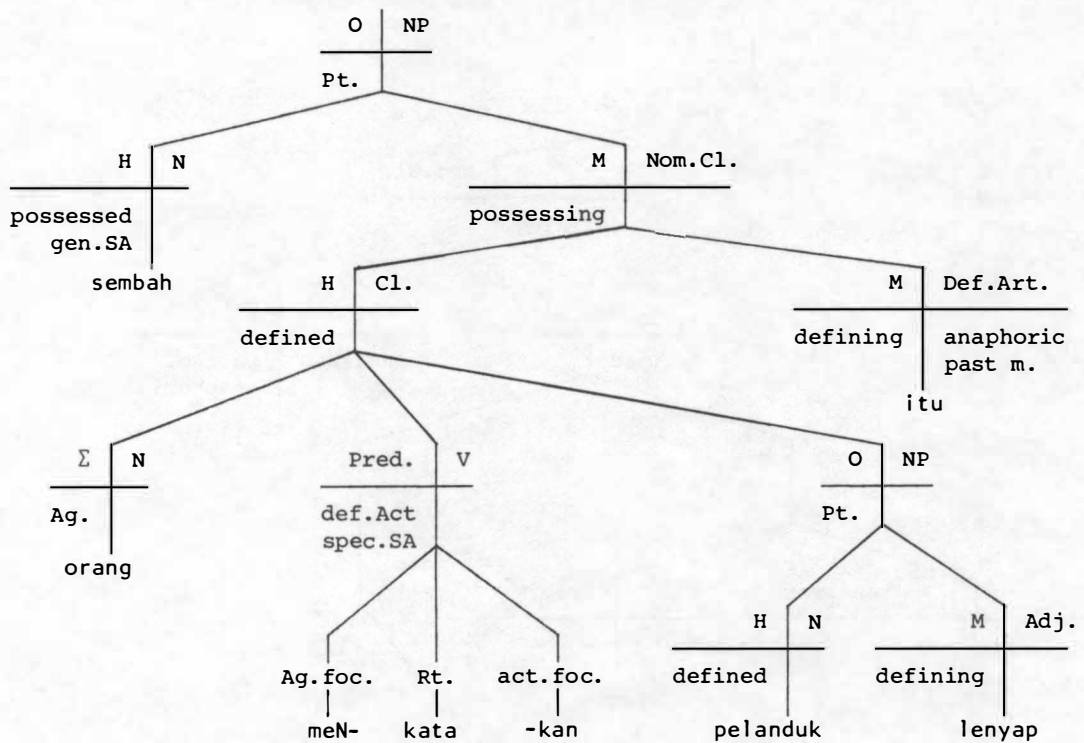 O NP
Pt.
H N M Nom.Cl.
possessed possessing
gen.SA
sembah H Cl. M Def.Art.
defined defining anaphoric
past m.
itu
Σ N Pred. V O NP
Ag. def.Act Pt.
spec.SA
orang
H N M Adj.
Ag.foc. Rt. act.foc. defined defining
meN- kata -kan pelanduk lenyap